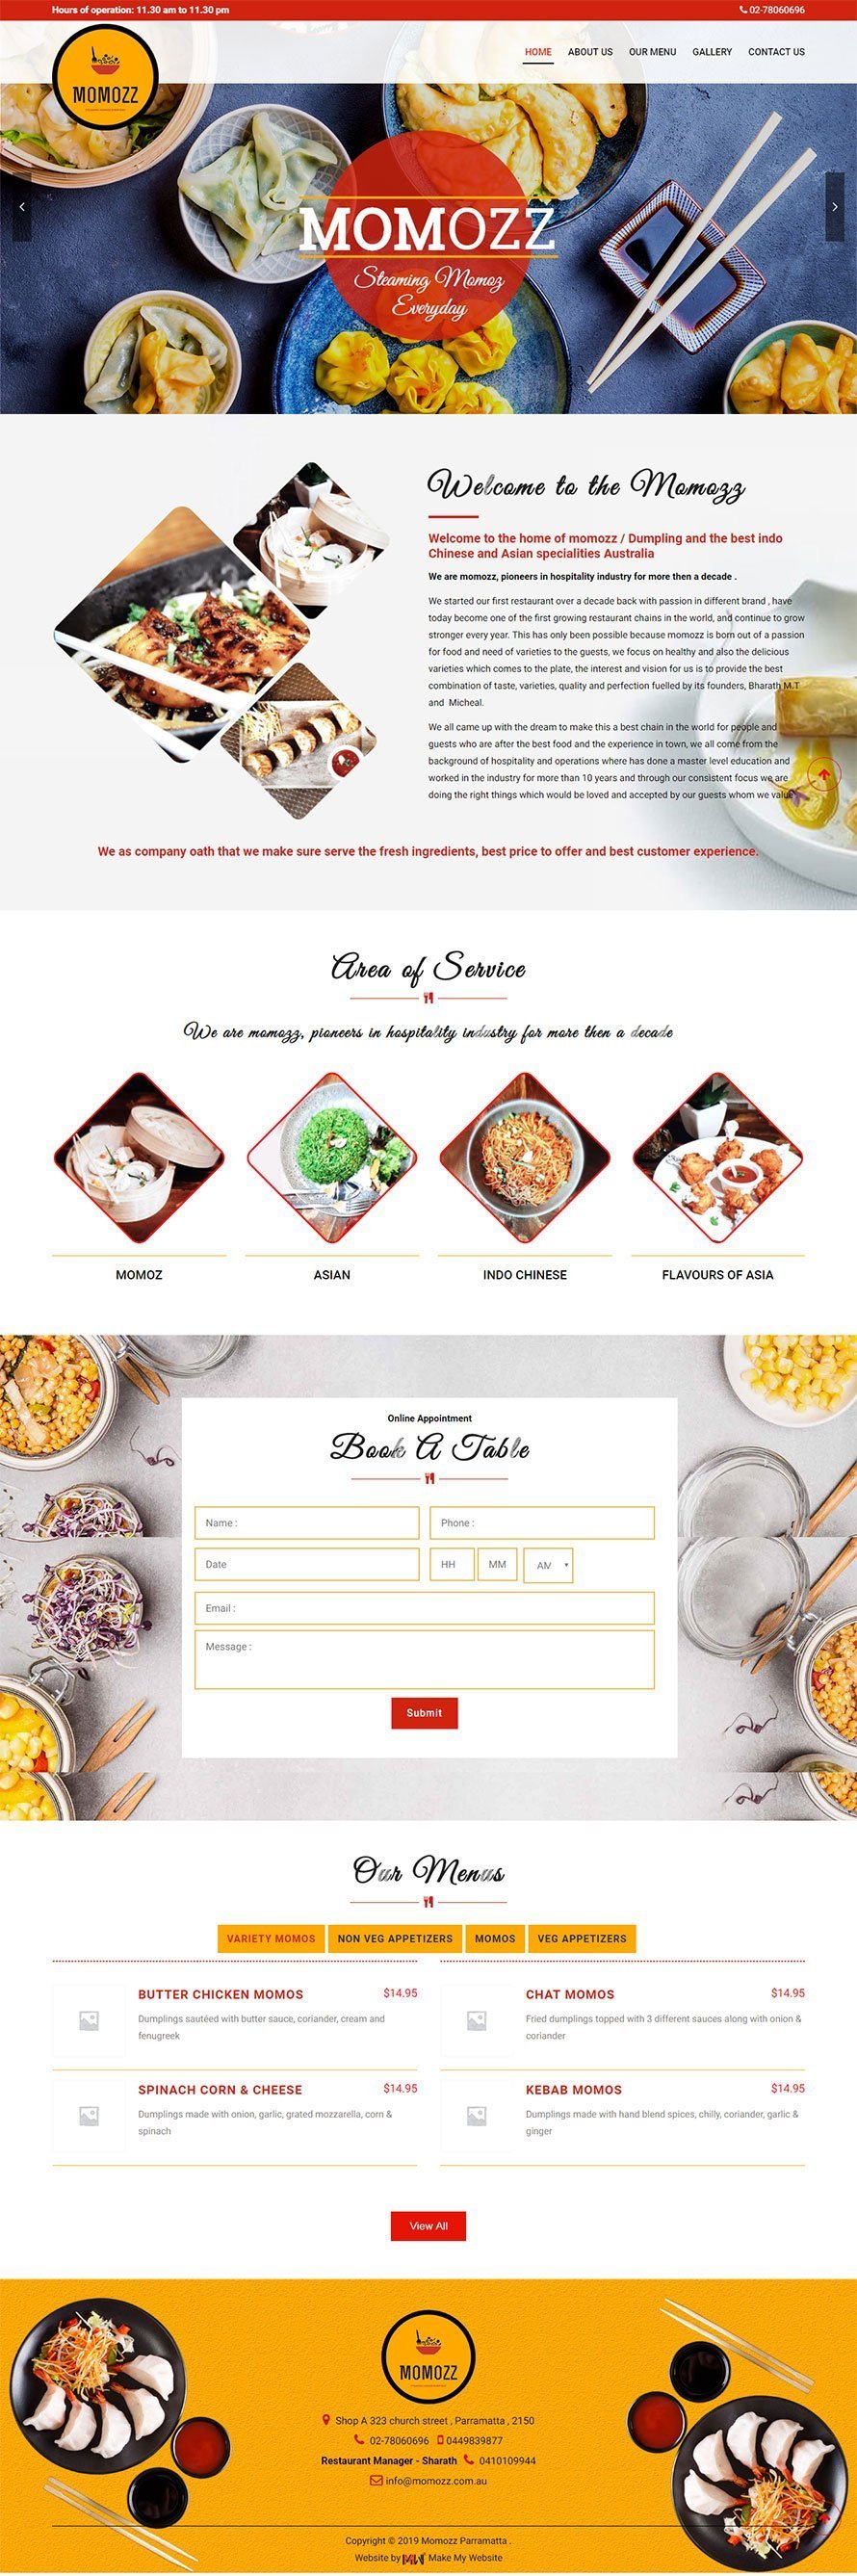 Hours of operation: 11.30 am to 11.30 pm
02-78060696
MOMOZZ
HOME
ABOUT US
OUR MENU
GALLERY
CONTACT US
MOMOZZ
Steaming Momoz
Everyday
Welcome to the Momozz
Welcome to the home of momozz / Dumpling and the best indo
Chinese and Asian specialities Australia
We are momozz, pioneers in hospitality industry for more then a decade .
We started our first restaurant over a decade back with passion in different brand , have
today become one of the first growing restaurant chains in the world, and continue to grow
stronger every year. This has only been possible because momozz is born out of a passion
for food and need of varieties to the guests, we focus on healthy and also the delicious
varieties which comes to the plate, the interest and vision for us is to provide the best
combination of taste, varieties, quality and perfection fuelled by its founders, Bharath M.T
and Micheal.
We all came up with the dream to make this a best chain in the world for people and
guests who are after the best food and the experience in town, we all come from the
background of hospitality and operations where has done a master level education and
worked in the industry for more than 10 years and through our consistent focus we are
doing the right things which would be loved and accepted by our guests whom we value.
We as company oath that we make sure serve the fresh ingredients, best price to offer and best customer experience.
Area of Service
We are momozz, pioneers in hospitality industry for more then a decade
MOMOZ
ASIAN
INDO CHINESE
FLAVOURS OF ASIA
Online Appointment
Book A Table
Name :
Phone :
Date
HH
MM
AM
Email :
Message :
Submit
Our Menus
VARIETY MOMOS
NON VEG APPETIZERS
MOMOS
VEG APPETIZERS
BUTTER CHICKEN MOMOS $14.95
Dumplings sautéed with butter sauce, coriander, cream and
fenugreek
CHAT MOMOS $14.95
Fried dumplings topped with 3 different sauces along with onion &
coriander
SPINACH CORN & CHEESE $14.95
Dumplings made with onion, garlic, grated mozzarella, corn &
spinach
KEBAB MOMOS $14.95
Dumplings made with hand blend spices, chilly, coriander, garlic &
ginger
View All
MOMOZZ
Shop A 323 church street , Parramatta , 2150
02-78060696 0449839877
Restaurant Manager - Sharath 0410109944
info@momozz.com.au
Copyright © 2019 Momozz Parramatta .
Website by Make My Website